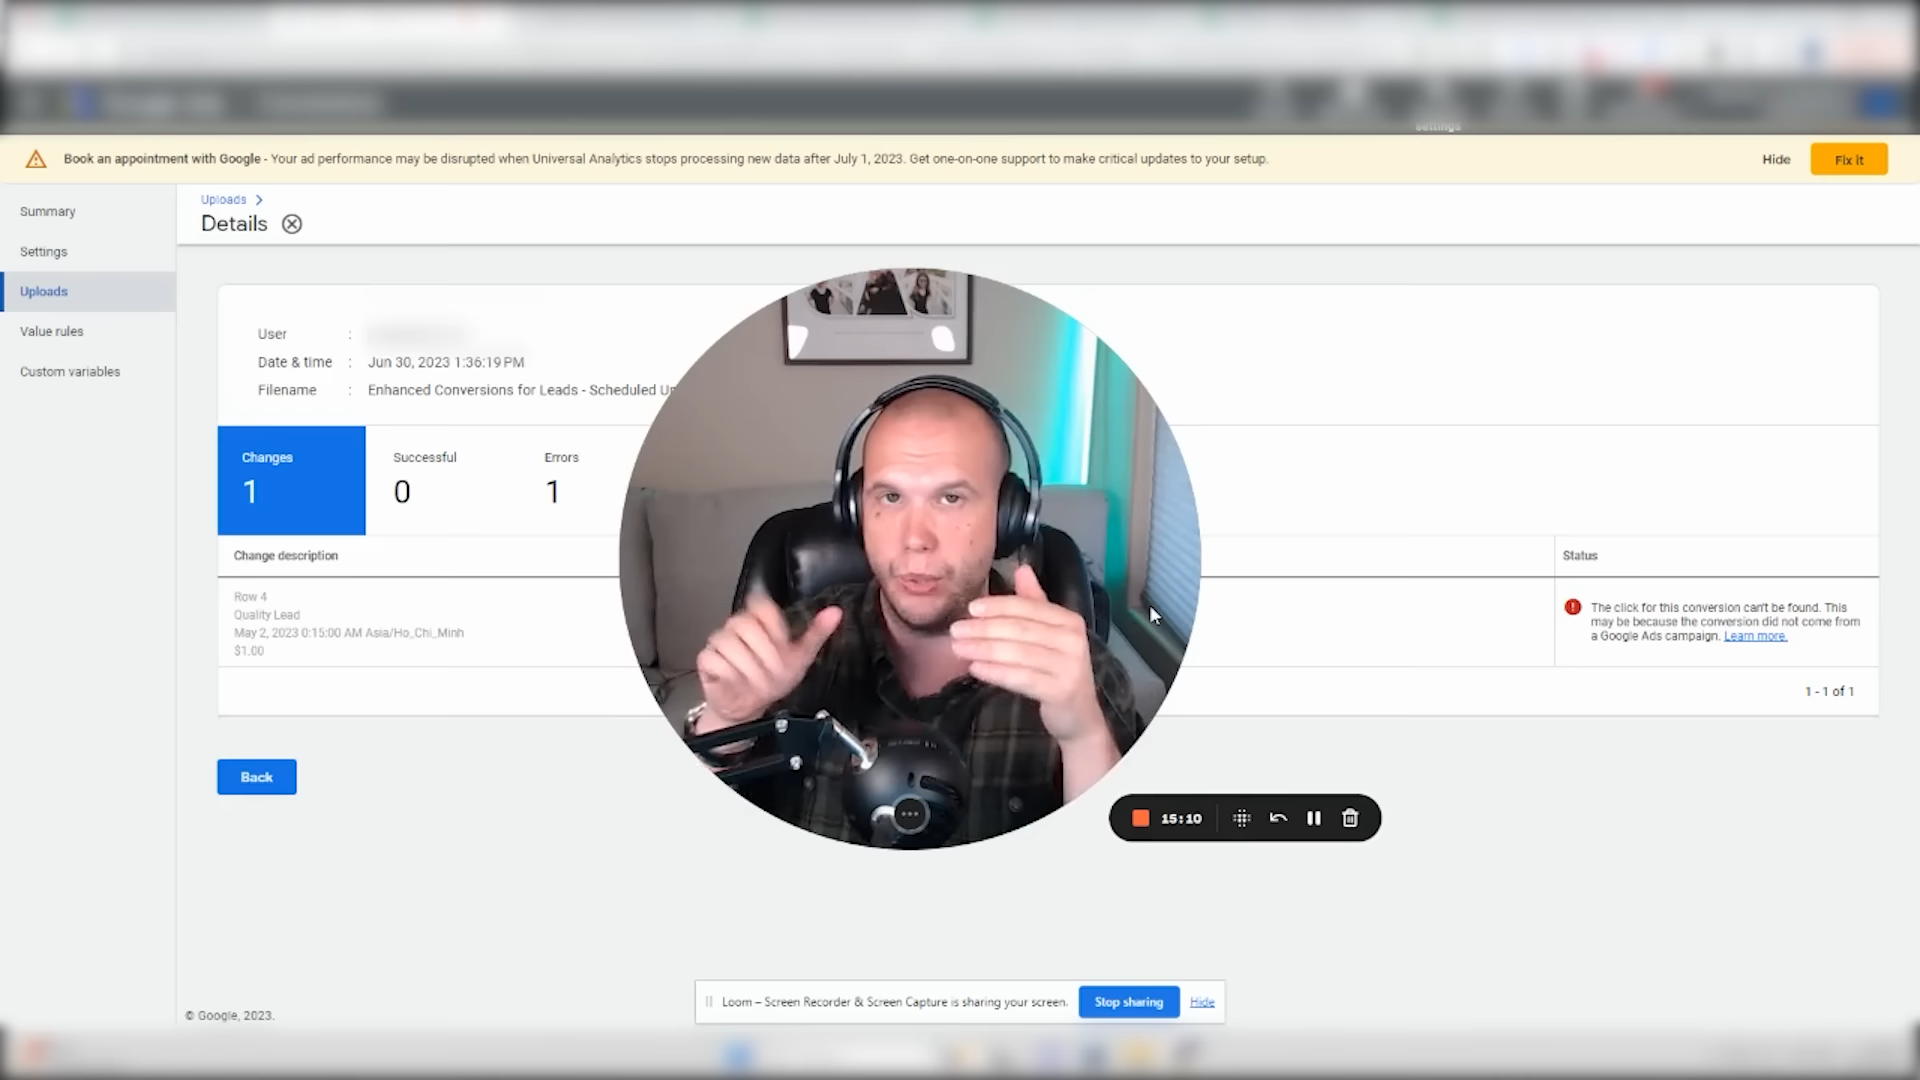 settings
Book an appointment with Google - Your ad performance may be disrupted when Universal Analytics stops processing new data after July 1, 2023. Get one-on-one support to make critical updates to your setup.
Hide
Fix it
Summary
Settings
Uploads
Value rules
Custom variables
Uploads
Details
User :
Date & time : Jun 30, 2023 1:36:19 PM
Filename : Enhanced Conversions for Leads - Scheduled
Changes
1
Successful
0
Errors
1
Change description
Status
Row 4
Quality Lead
May 2, 2023 0:15:00 AM Asia/Ho_Chi_Minh
$1.00
The click for this conversion can't be found. This
may be because the conversion did not come from
a Google Ads campaign. Learn more.
1 - 1 of 1
Back
15:10
Loom – Screen Recorder & Screen Capture is sharing your screen.
Stop sharing
Hide
© Google, 2023.